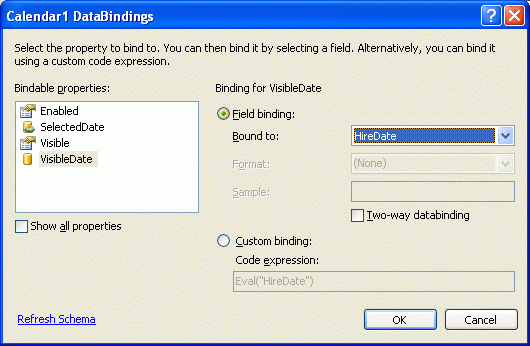 Calendar1 DataBindings
Select the property to bind to. You can then bind it by selecting a field. Alternatively, you can bind it
using a custom code expression.
Bindable properties:
Enabled
SelectedDate
Visible
VisibleDate
Show all properties
Binding for VisibleDate
Field binding:
Bound to: HireDate
Format: (None)
Sample:
Two-way databinding
Custom binding:
Code expression:
Eval("HireDate")
Refresh Schema
OK Cancel